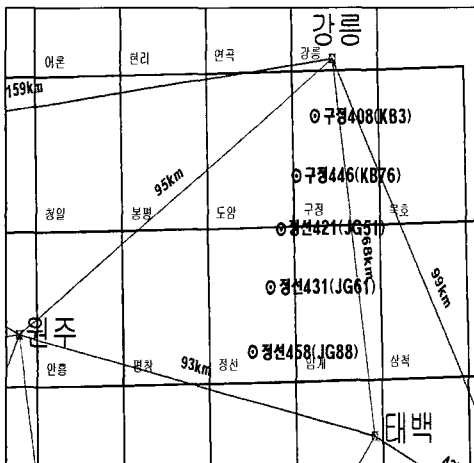 강릉
어론 현리 연곡 강릉
159km
구정408(KB3)
95km
구정446(KB76)
청일 봉평 도암 구정 묵호
정선421(JG51)
68km
99km
정선431(JG61)
원주
정선458(JG88)
안흥 평창 93km 정선 임계 삼척
태백